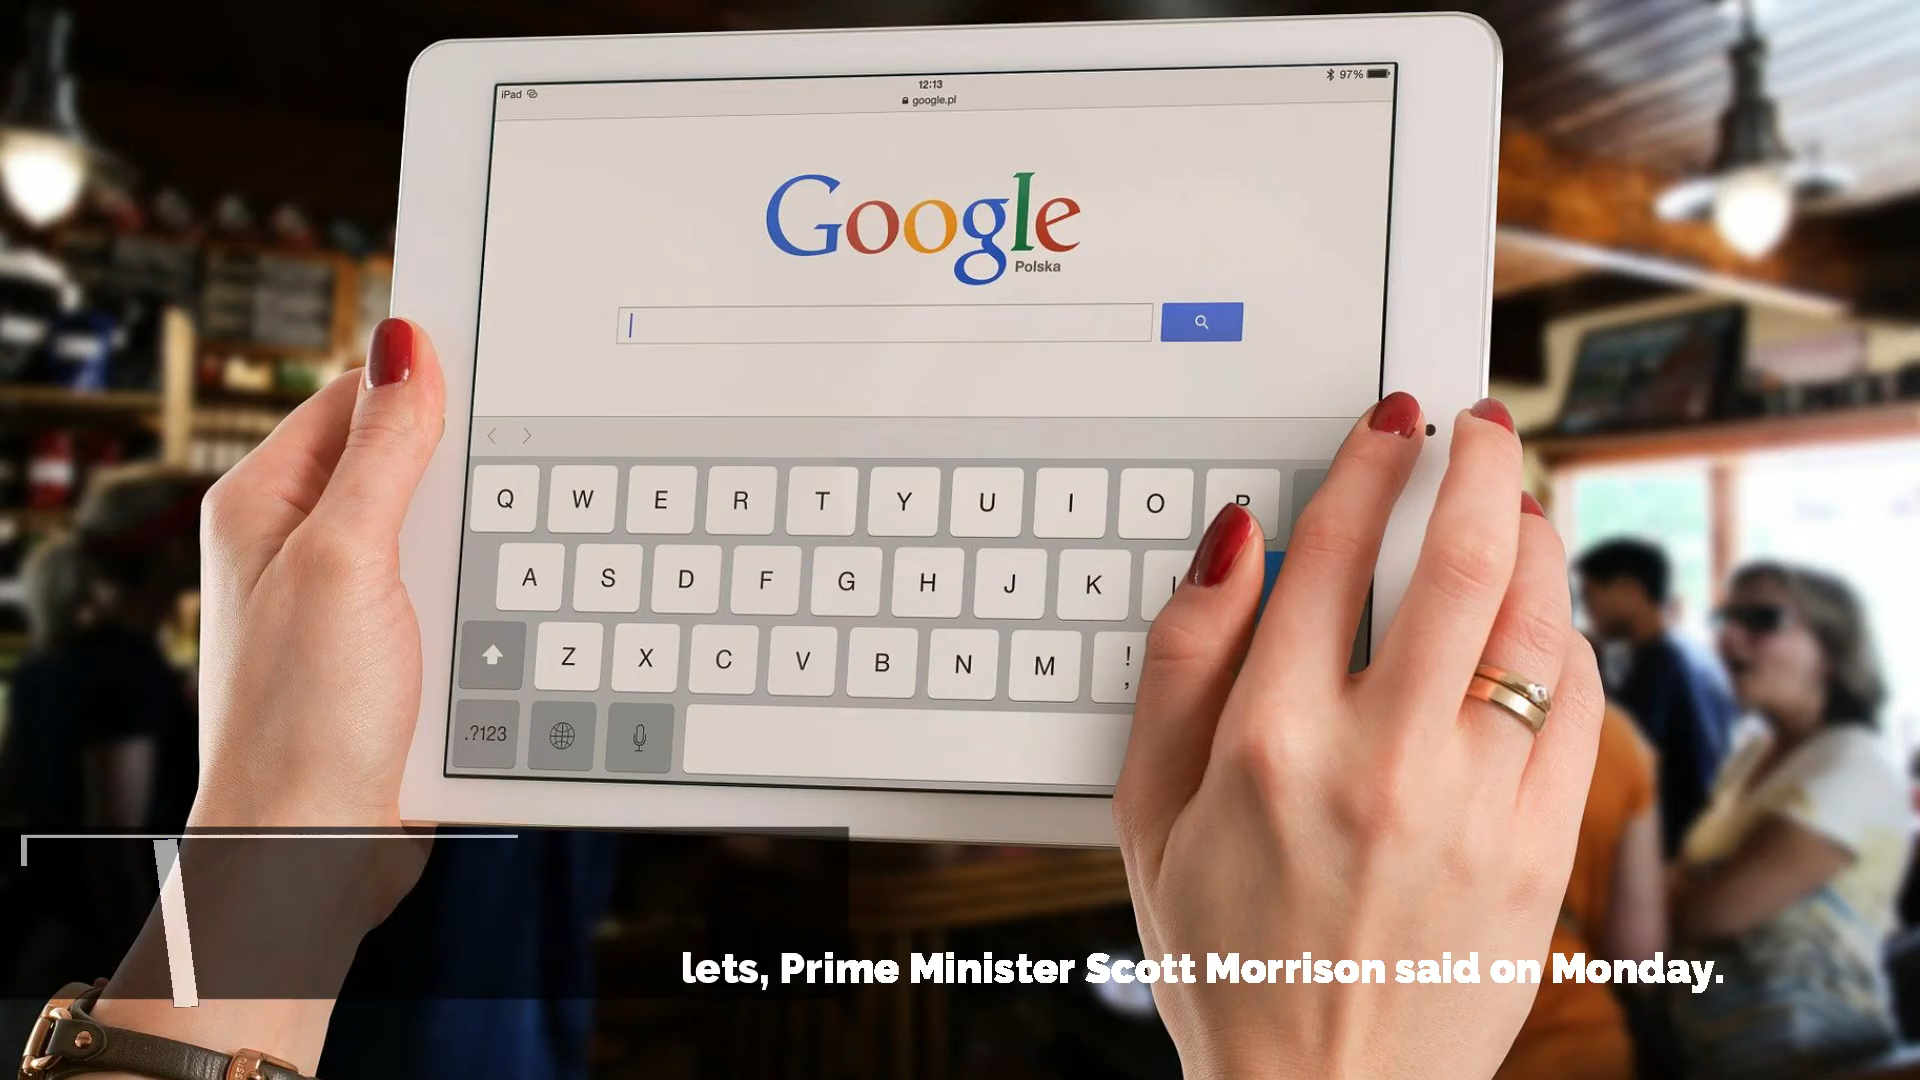 iPad
12:13
97%
google.pl
Google
Polska
Q W E R T Y U I O P
A S D F G H J K
Z X C V B N M ! ,
.?123
lets, Prime Minister Scott Morrison said on Monday.